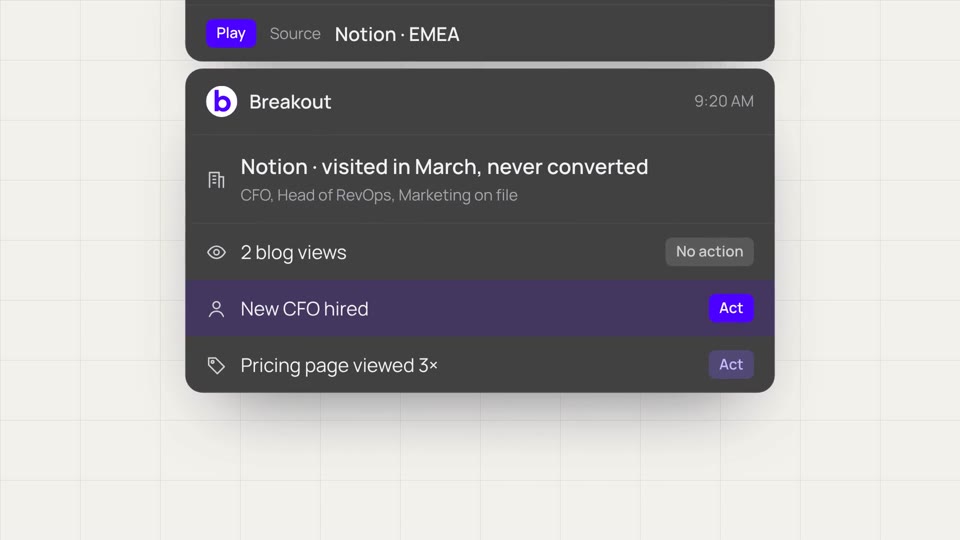 Play Source Notion · EMEA
b Breakout 9:20 AM
Notion · visited in March, never converted
CFO, Head of RevOps, Marketing on file
2 blog views No action
New CFO hired Act
Pricing page viewed 3× Act